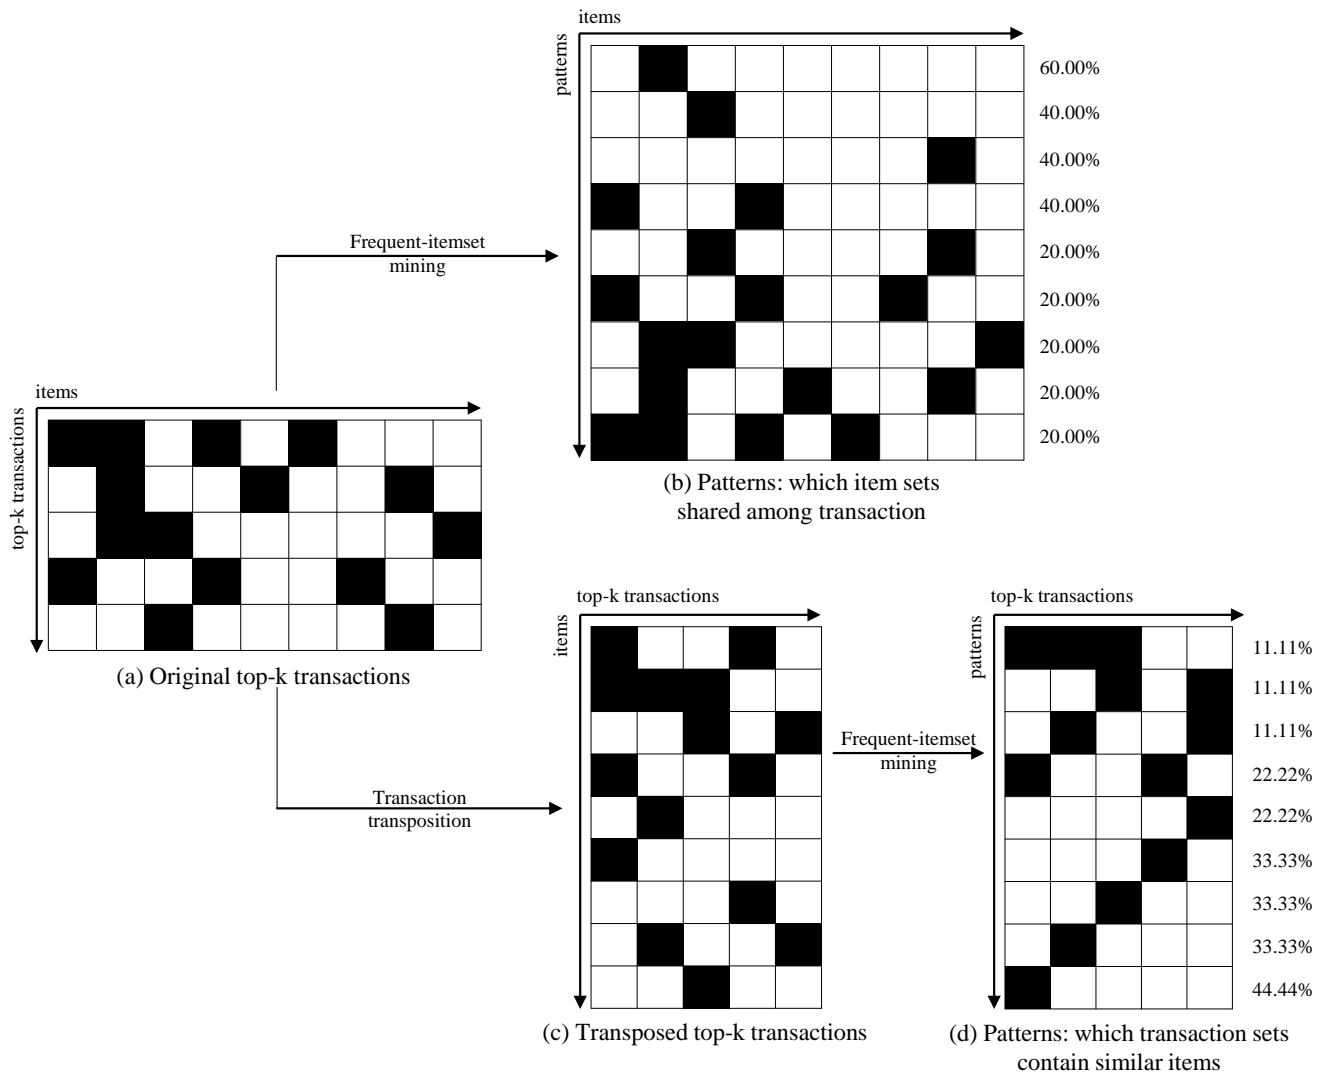 items
patterns
60.00%
40.00%
40.00%
40.00%
20.00%
20.00%
20.00%
20.00%
20.00%
Frequent-itemset
mining
(b) Patterns: which item sets
shared among transaction
items
top-k transactions
(a) Original top-k transactions
Transaction
transposition
top-k transactions
items
(c) Transposed top-k transactions
Frequent-itemset
mining
top-k transactions
patterns
11.11%
11.11%
11.11%
22.22%
22.22%
33.33%
33.33%
33.33%
44.44%
(d) Patterns: which transaction sets
contain similar items